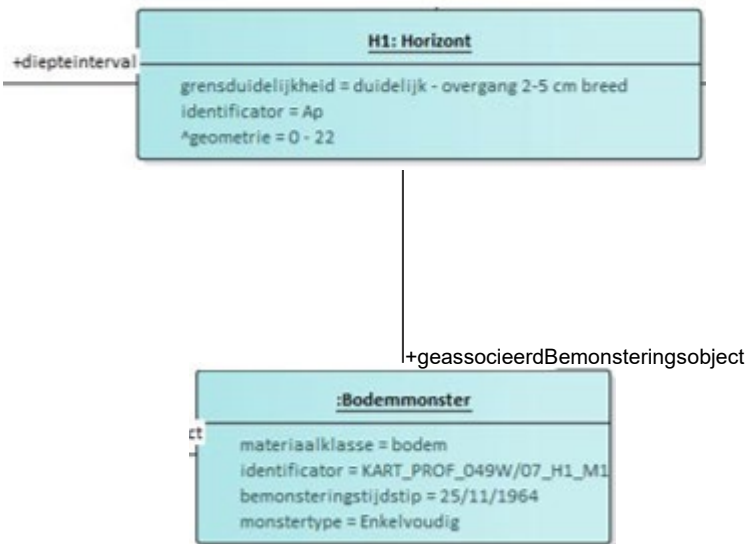 H1: Horizont
+diepteinterval
grensduidelijkheid = duidelijk - overgang 2-5 cm breed
identificator = Ap
^geometrie = 0 - 22
+geassocieerdBemonsteringsobject
:Bodemmonster
ct
materiaalklasse = bodem
identificator = KART_PROF_049W/07_H1_M1
bemonsteringstijdstip = 25/11/1964
monstertype = Enkelvoudig